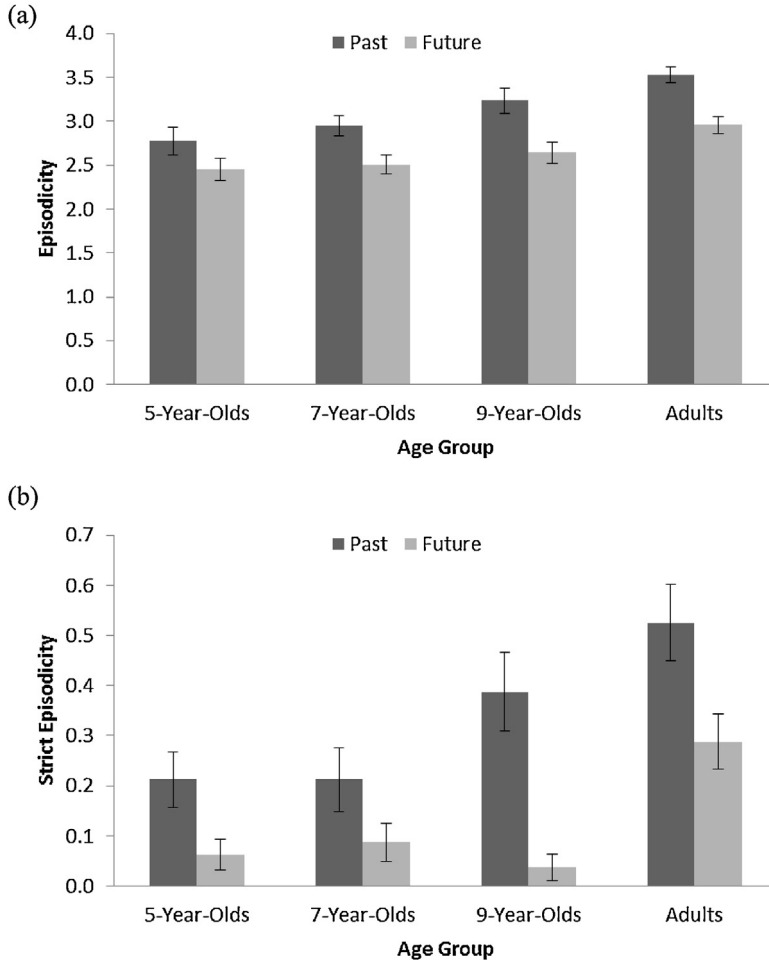 (a)
4.0
Past Future
3.5
3.0
2.5
2.0
1.5
1.0
0.5
0.0
Episodicity
5-Year-Olds 7-Year-Olds 9-Year-Olds Adults
Age Group
(b)
0.7
Past Future
0.6
0.5
0.4
0.3
0.2
0.1
0.0
Strict Episodicity
5-Year-Olds 7-Year-Olds 9-Year-Olds Adults
Age Group